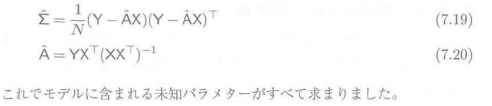 Σ̂ = 1/N (Y − ÂX)(Y − ÂX)⊤ (7.19)
Â = YX⊤(XX⊤)−1 (7.20)
これでモデルに含まれる未知パラメターがすべて求まりました。